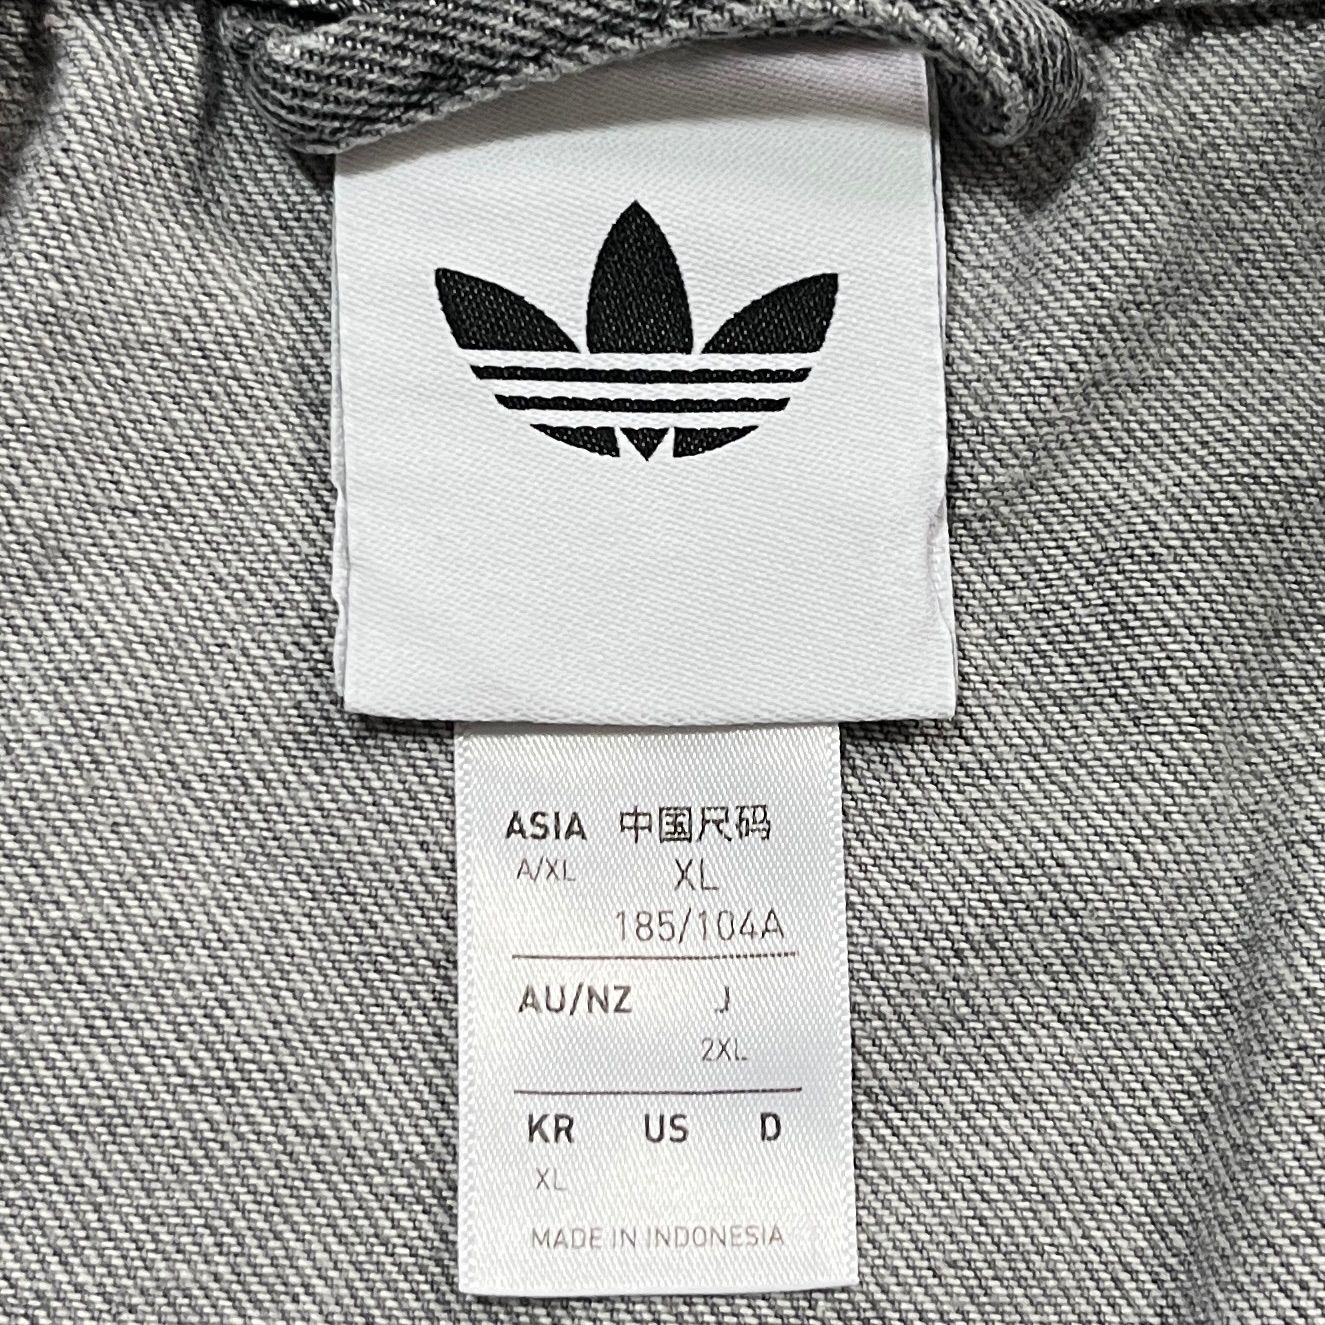 ASIA 中国尺码
A/XL XL
185/104A
AU/NZ J
2XL
KR US D
XL
MADE IN INDONESIA